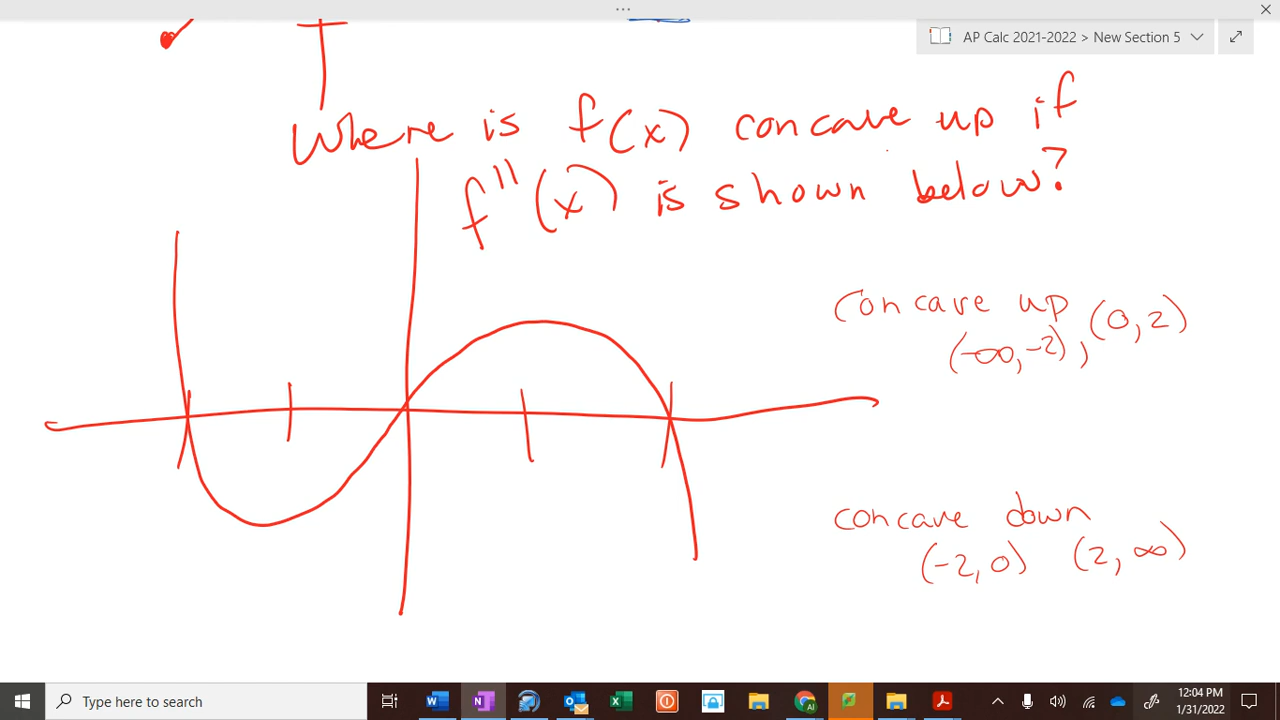 AP Calc 2021-2022 > New Section 5
Where is f(x) concave up if
f''(x) is shown below?
concave up
(-∞,-2), (0,2)
concave down
(-2,0) (2,∞)
Type here to search
12:04 PM
1/31/2022